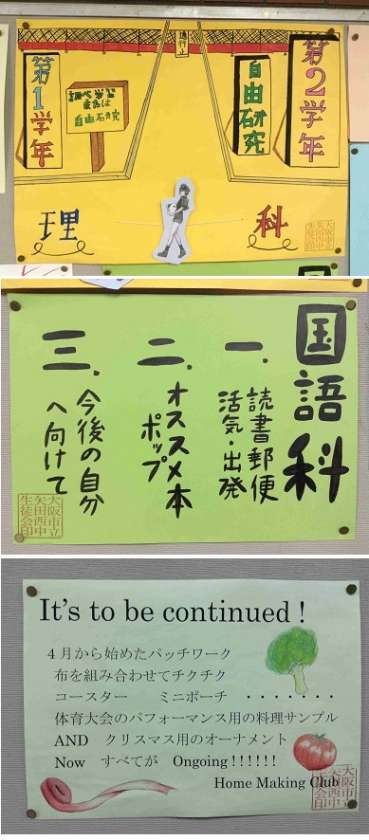 第1学年
調べ学習
または
自由研究
通行止
自由研究
第2学年
理科
大阪市立
矢田西中
生徒会印
国語科
一.読書郵便
活気・出発
二.オススメ本
ポップ
三.今後の自分
へ向けて
大阪市立
矢田西中
生徒会印
It's to be continued !
4月から始めたパッチワーク
布を組み合わせてチクチク
コースター　ミニポーチ　・・・・・・・
体育大会のパフォーマンス用の料理サンプル
AND　クリスマス用のオーナメント
Now　すべてが　Ongoing ! ! ! ! ! !
Home Making Club
大阪市立
矢田西中
生徒会印